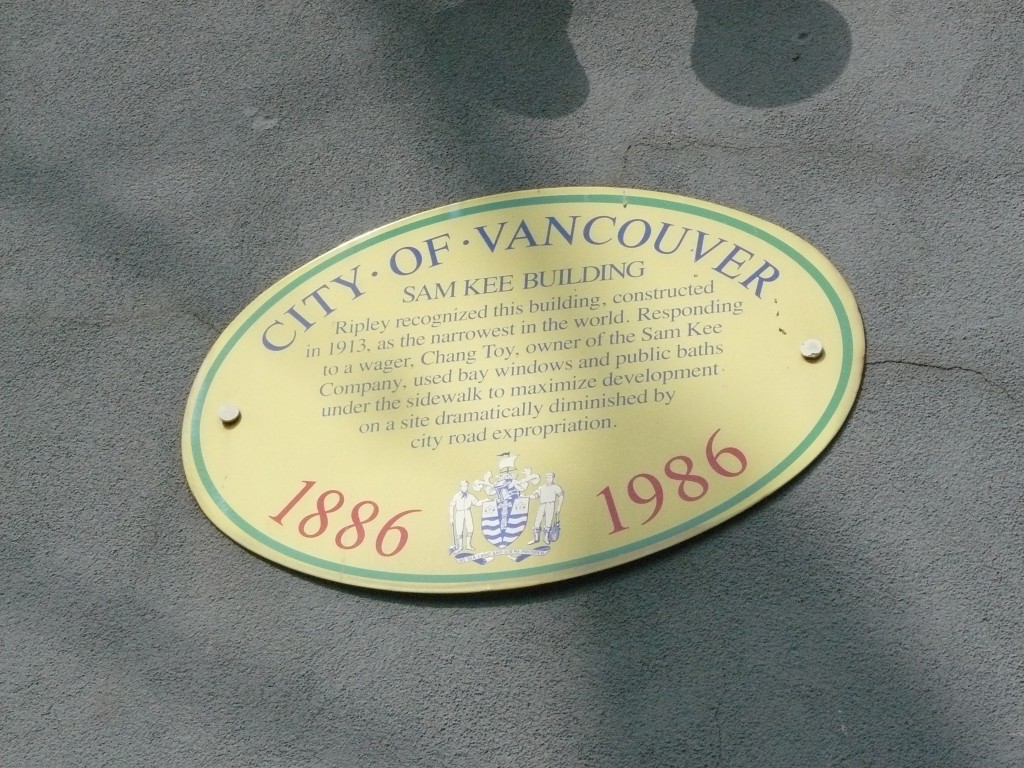 CITY · OF · VANCOUVER
SAM KEE BUILDING
Ripley recognized this building, constructed
in 1913, as the narrowest in the world. Responding
to a wager, Chang Toy, owner of the Sam Kee
Company, used bay windows and public baths
under the sidewalk to maximize development
on a site dramatically diminished by
city road expropriation.
1886 1986